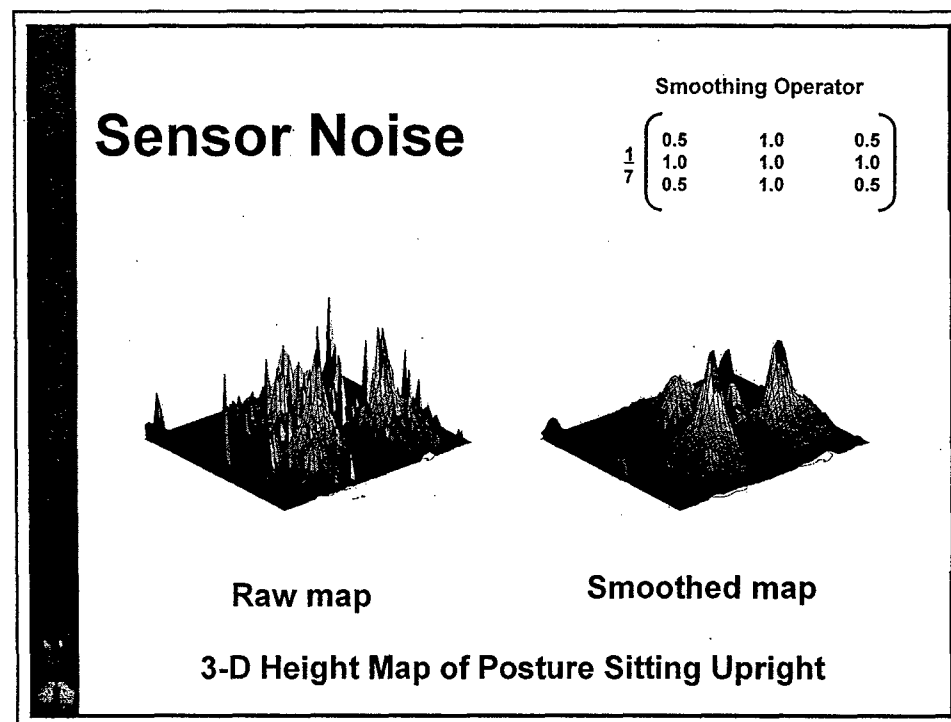 Smoothing Operator
Sensor Noise
1/7
0.5 1.0 0.5
1.0 1.0 1.0
0.5 1.0 0.5
Raw map
Smoothed map
3-D Height Map of Posture Sitting Upright